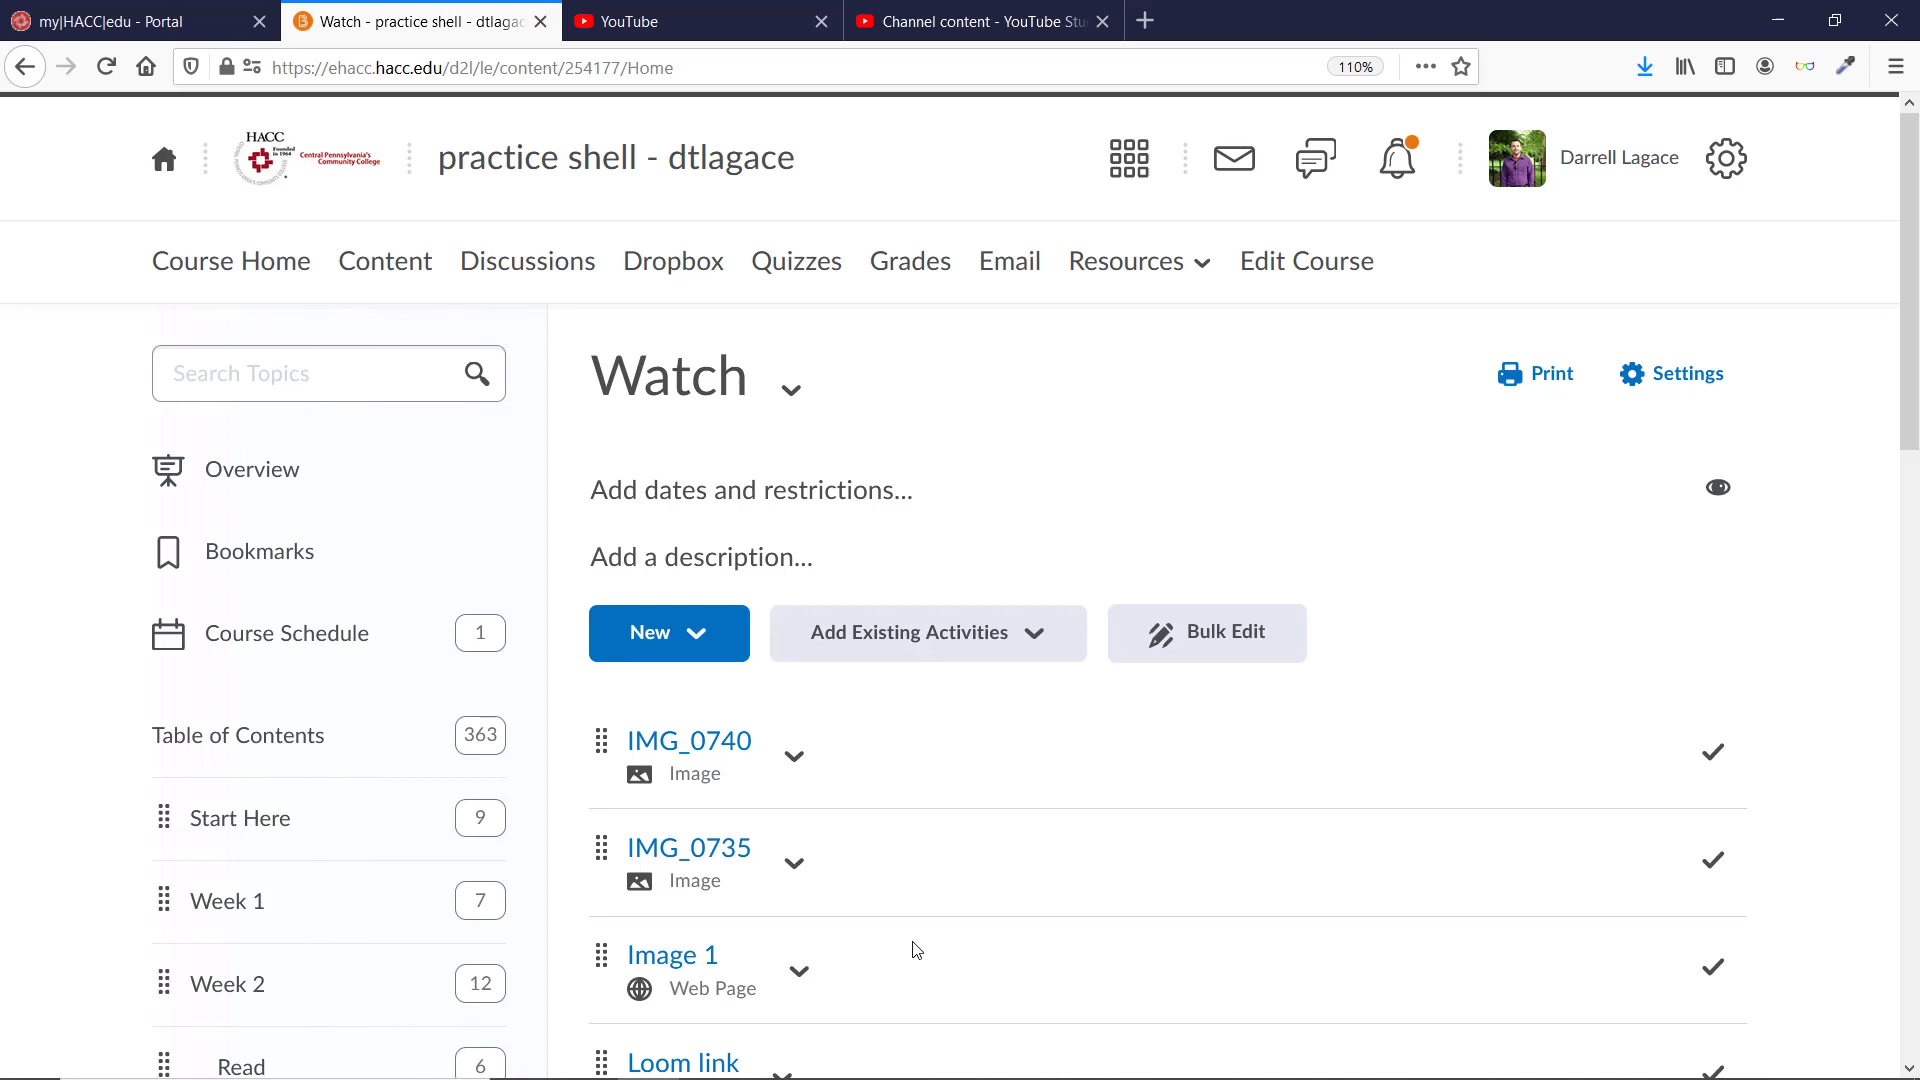 my|HACC|edu - Portal
Watch - practice shell - dtlagac
YouTube
Channel content - YouTube Stu
https://ehacc.hacc.edu/d2l/le/content/254177/Home
110%
HACC
Founded
in 1964
Central Pennsylvania's
Community College
practice shell - dtlagace
Darrell Lagace
Course Home
Content
Discussions
Dropbox
Quizzes
Grades
Email
Resources
Edit Course
Search Topics
Overview
Bookmarks
Course Schedule
1
Table of Contents
363
Start Here
9
Week 1
7
Week 2
12
Read
6
Watch
Print
Settings
Add dates and restrictions...
Add a description...
New
Add Existing Activities
Bulk Edit
IMG_0740
Image
IMG_0735
Image
Image 1
Web Page
Loom link